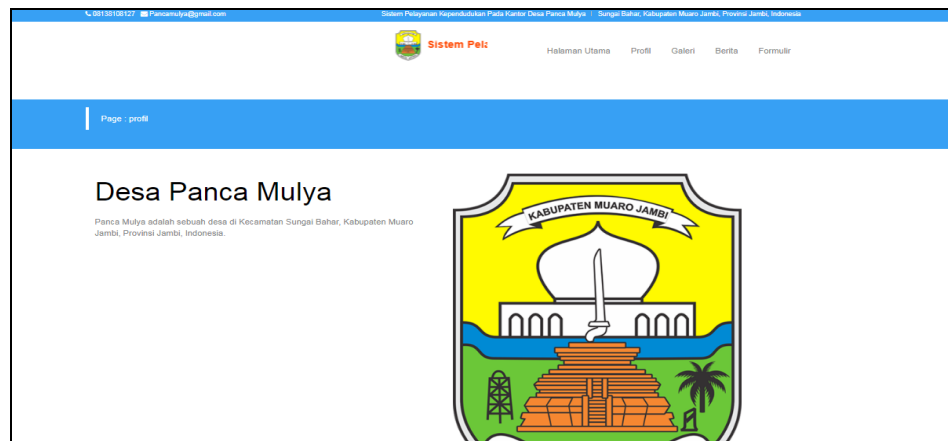 08138108127 Pancamulya@gmail.com
Sistem Pelayanan Kependudukan Pada Kantor Desa Panca Mulya | Sungai Bahar, Kabupaten Muaro Jambi, Provinsi Jambi, Indonesia
Sistem Pela
Halaman Utama Profil Galeri Berita Formulir
Page : profil
Desa Panca Mulya
Panca Mulya adalah sebuah desa di Kecamatan Sungai Bahar, Kabupaten Muaro
Jambi, Provinsi Jambi, Indonesia.
KABUPATEN MUARO JAMBI